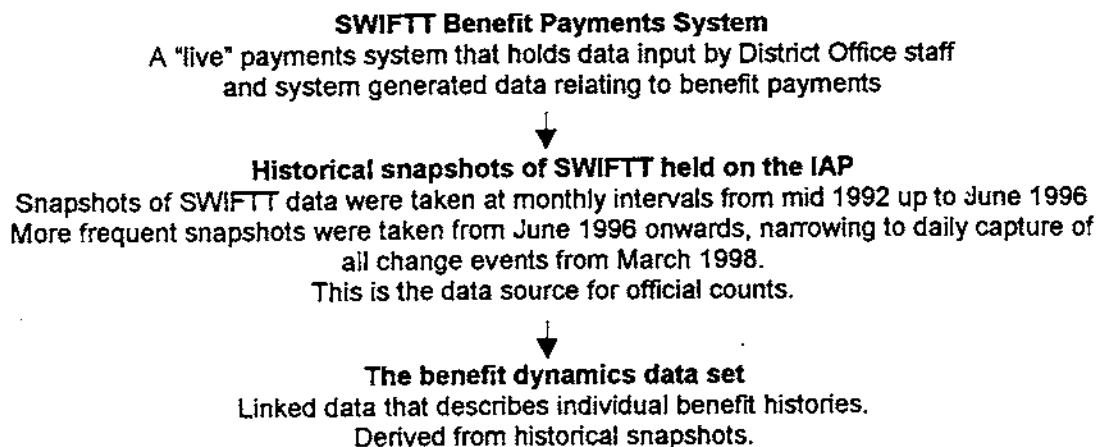 SWIFTT Benefit Payments System
A "live" payments system that holds data input by District Office staff
and system generated data relating to benefit payments
Historical snapshots of SWIFTT held on the IAP
Snapshots of SWIFTT data were taken at monthly intervals from mid 1992 up to June 1996
More frequent snapshots were taken from June 1996 onwards, narrowing to daily capture of
all change events from March 1998.
This is the data source for official counts.
The benefit dynamics data set
Linked data that describes individual benefit histories.
Derived from historical snapshots.